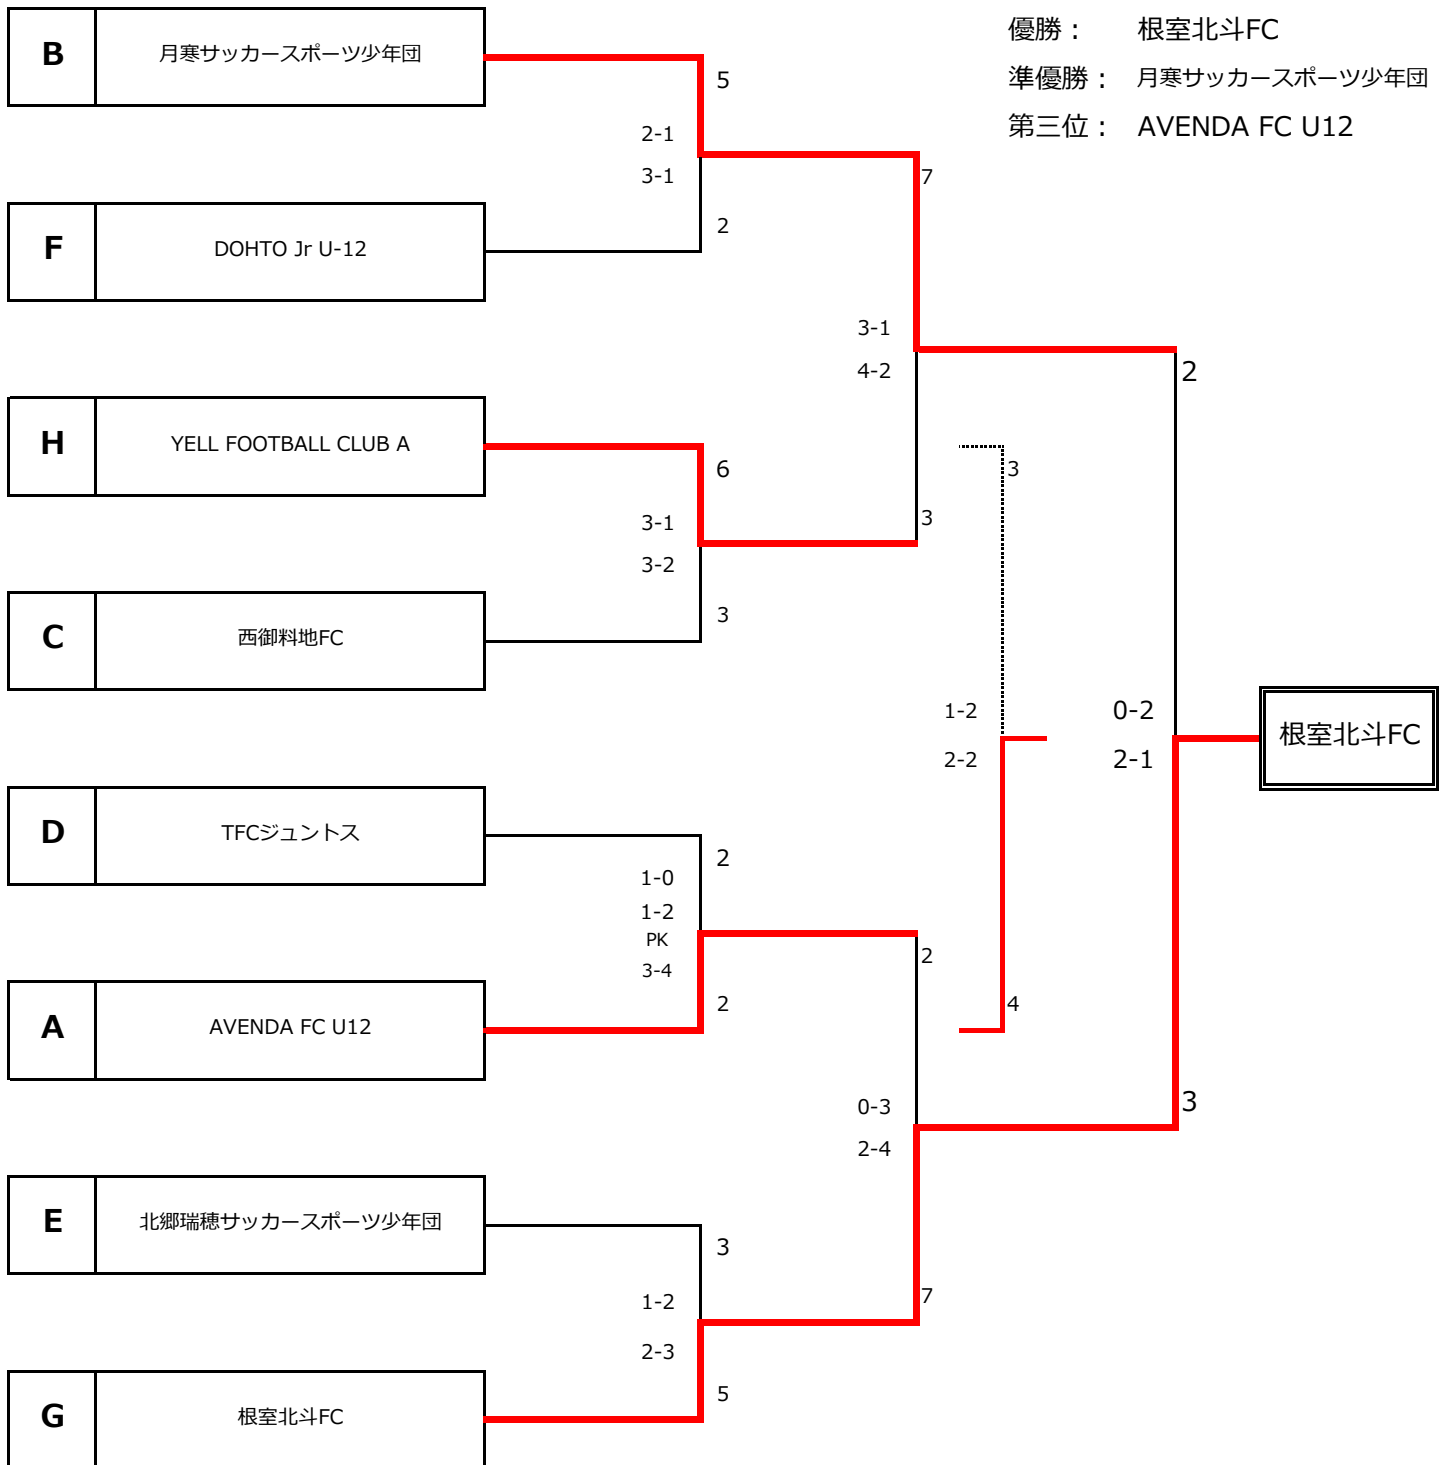 優勝： 根室北斗FC
準優勝： 月寒サッカースポーツ少年団
第三位： AVENDA FC U12
B 月寒サッカースポーツ少年団
5
2-1
3-1
7
2
F DOHTO Jr U-12
3-1
4-2
2
H YELL FOOTBALL CLUB A
6
3
3-1
3
3-2
3
C 西御料地FC
1-2
0-2
2-2
2-1
根室北斗FC
D TFCジュントス
2
1-0
1-2
PK
3-4
2
2
4
A AVENDA FC U12
0-3
3
2-4
E 北郷瑞穂サッカースポーツ少年団
3
1-2
7
2-3
5
G 根室北斗FC